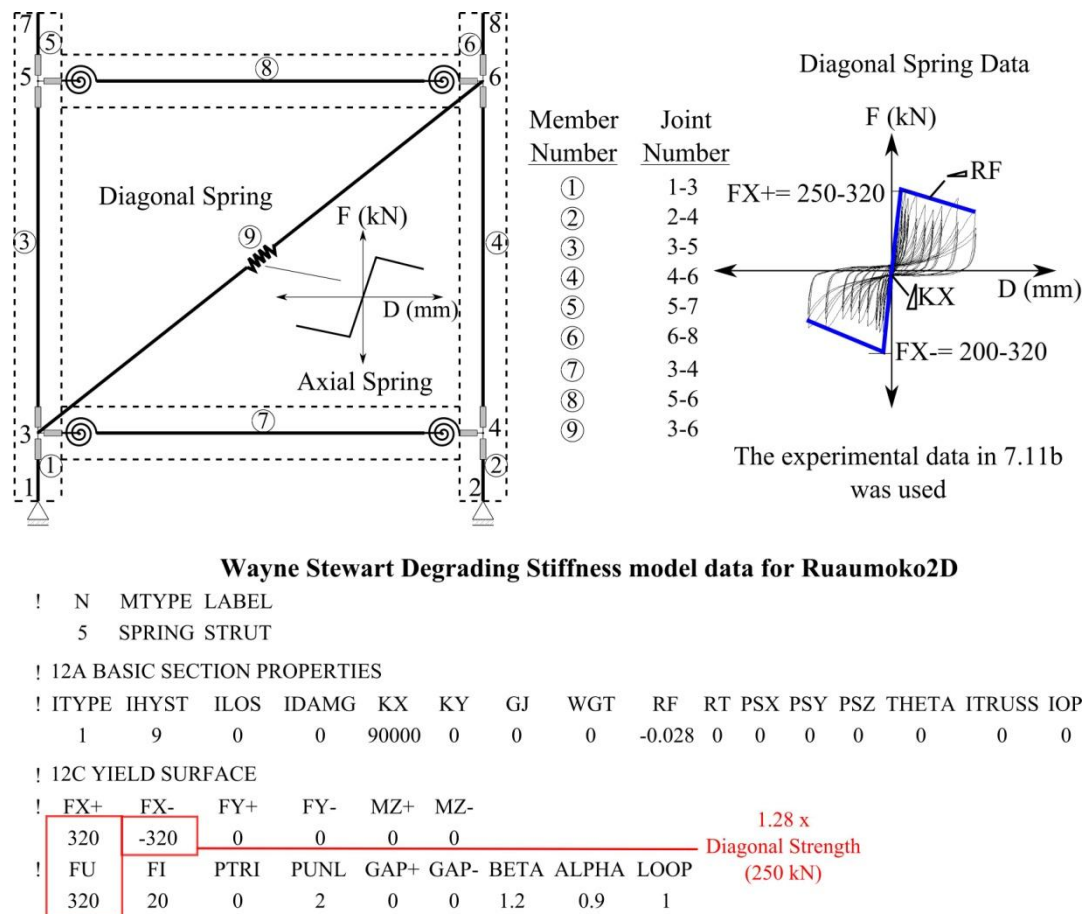 7
8
⑤
⑥
5
6
⑧
Diagonal Spring
F (kN)
⑨
③
④
D (mm)
Axial Spring
3
4
⑦
①
②
1
2
Member Joint
Number Number
① 1-3
② 2-4
③ 3-5
④ 4-6
⑤ 5-7
⑥ 6-8
⑦ 3-4
⑧ 5-6
⑨ 3-6
Diagonal Spring Data
F (kN)
RF
FX+= 250-320
D (mm)
KX
FX-= 200-320
The experimental data in 7.11b
was used
Wayne Stewart Degrading Stiffness model data for Ruaumoko2D
! N MTYPE LABEL
5 SPRING STRUT
! 12A BASIC SECTION PROPERTIES
! ITYPE IHYST ILOS IDAMG KX KY GJ WGT RF RT PSX PSY PSZ THETA ITRUSS IOP
1 9 0 0 90000 0 0 0 -0.028 0 0 0 0 0 0 0
! 12C YIELD SURFACE
! FX+ FX- FY+ FY- MZ+ MZ-
320 -320 0 0 0 0
! FU FI PTRI PUNL GAP+ GAP- BETA ALPHA LOOP
320 20 0 2 0 0 1.2 0.9 1
1.28 x
Diagonal Strength
(250 kN)